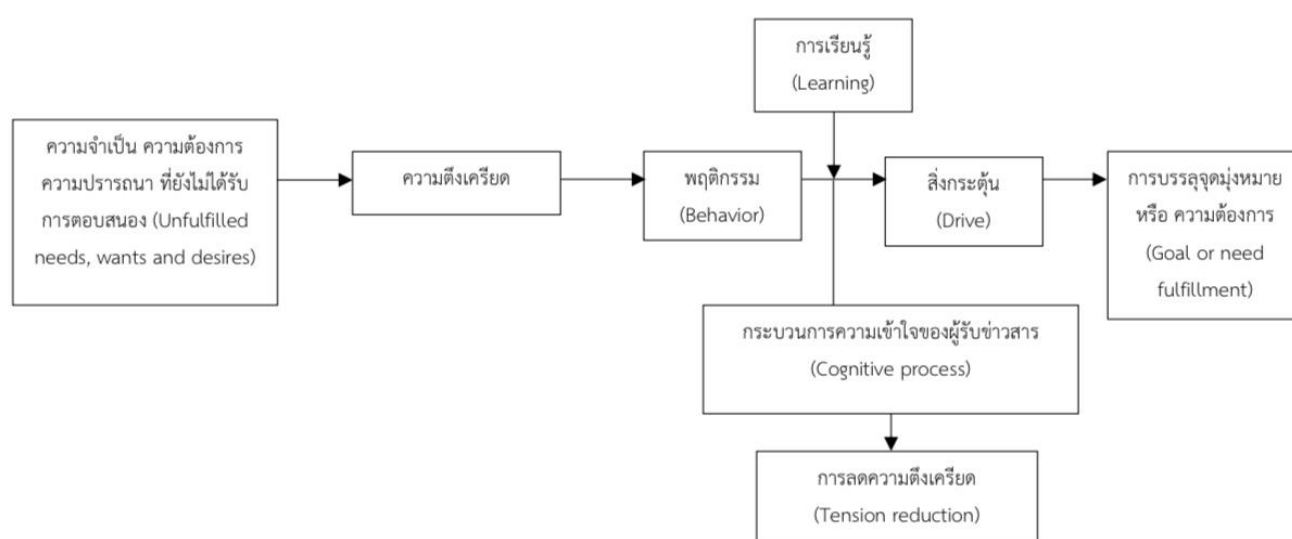 การเรียนรู้
(Learning)
ความจำเป็น ความต้องการ
ความปรารถนา ที่ยังไม่ได้รับ
การตอบสนอง (Unfulfilled
needs, wants and desires)
ความตึงเครียด
พฤติกรรม
(Behavior)
สิ่งกระตุ้น
(Drive)
การบรรลุจุดมุ่งหมาย
หรือ ความต้องการ
(Goal or need
fulfillment)
กระบวนการความเข้าใจของผู้รับข่าวสาร
(Cognitive process)
การลดความตึงเครียด
(Tension reduction)